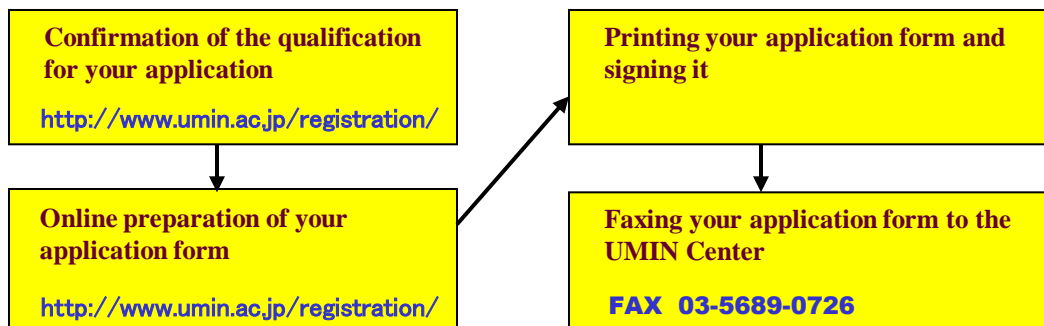 Confirmation of the qualification
for your application
http://www.umin.ac.jp/registration/
Online preparation of your
application form
http://www.umin.ac.jp/registration/
Printing your application form and
signing it
Faxing your application form to the
UMIN Center
FAX 03-5689-0726